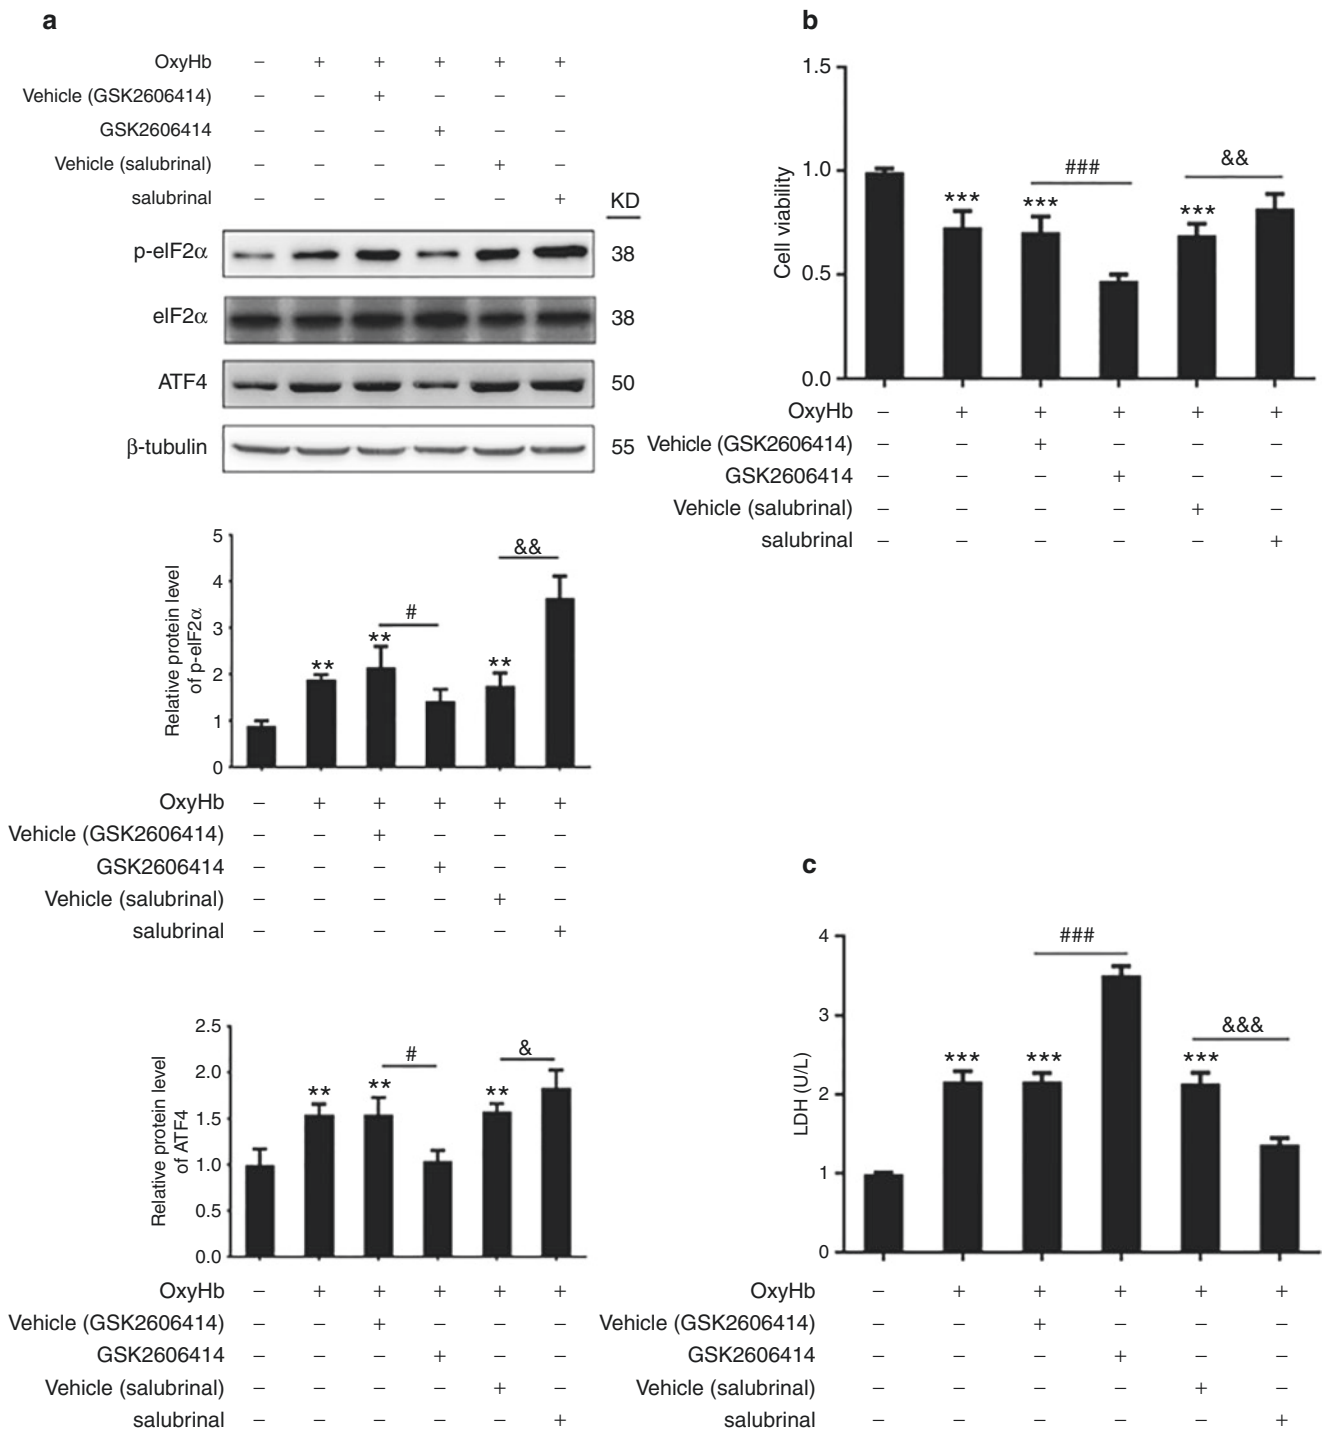 a
OxyHb – + + + + +
Vehicle (GSK2606414) – – + – – –
GSK2606414 – – – + – –
Vehicle (salubrinal) – – – – + –
salubrinal – – – – – +
KD
p-eIF2α 38
eIF2α 38
ATF4 50
β-tubulin 55
Relative protein level
of p-eIF2α
5
4
3
2
1
0
** ** # ** &&
OxyHb – + + + + +
Vehicle (GSK2606414) – – + – – –
GSK2606414 – – – + – –
Vehicle (salubrinal) – – – – + –
salubrinal – – – – – +
Relative protein level
of ATF4
2.5
2.0
1.5
1.0
0.5
0.0
** ** # ** &
OxyHb – + + + + +
Vehicle (GSK2606414) – – + – – –
GSK2606414 – – – + – –
Vehicle (salubrinal) – – – – + –
salubrinal – – – – – +
b
Cell viability
1.5
1.0
0.5
0.0
*** *** ### *** &&
OxyHb – + + + + +
Vehicle (GSK2606414) – – + – – –
GSK2606414 – – – + – –
Vehicle (salubrinal) – – – – + –
salubrinal – – – – – +
c
LDH (U/L)
4
3
2
1
0
*** *** ### *** &&&
OxyHb – + + + + +
Vehicle (GSK2606414) – – + – – –
GSK2606414 – – – + – –
Vehicle (salubrinal) – – – – + –
salubrinal – – – – – +